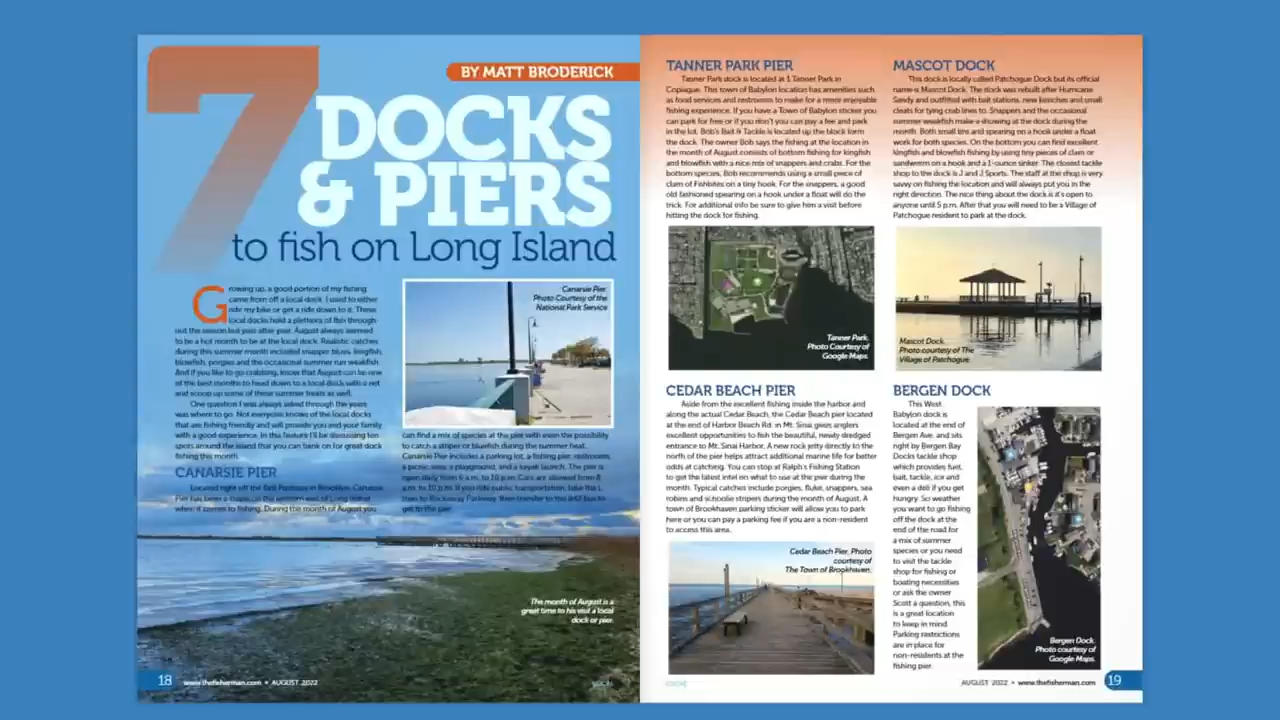 7
BY MATT BRODERICK
DOCKS
& PIERS
to fish on Long Island
Growing up, a good portion of my fishing
came from off a local dock. I used to either
ride my bike or get a ride down to it. These
local docks hold a plethora of fish through-
out the season but year after year, August always seemed
to be a hot month to be at the local dock. Realistic catches
during this summer month included snapper blues, kingfish,
blowfish, porgies and the occasional summer run weakfish.
And if you like to go crabbing, know that August can be one
of the best months to head down to a local dock with a net
and scoop up some of these summer treats as well.
One question I was always asked through the years
was where to go. Not everyone knows of the local docks
that are fishing friendly and will provide you and your family
with a good experience. In this feature I'll be discussing ten
spots around the island that you can bank on for great dock
fishing this month.
CANARSIE PIER
Located right off the Belt Parkway in Brooklyn, Canarsie
Pier has been a staple on the western end of Long Island
when it comes to fishing. During the month of August you
Canarsie Pier.
Photo Courtesy of the
National Park Service
can find a mix of species at the pier with even the possibility
to catch a striper or bluefish during the summer heat.
Canarsie Pier includes a parking lot, a fishing pier, restrooms,
a picnic area, a playground, and a kayak launch. The pier is
open daily from 6 a.m. to 10 p.m. Cars are allowed from 8
a.m. to 10 p.m. If you ride public transportation, take the L
train to Rockaway Parkway, then transfer to the B42 bus to
get to the pier.
The month of August is a
great time to his visit a local
dock or pier.
18 www.thefisherman.com • AUGUST 2022
TANNER PARK PIER
Tanner Park dock is located at 1 Tanner Park in
Copiague. This town of Babylon location has amenities such
as food services and restrooms to make for a more enjoyable
fishing experience. If you have a Town of Babylon sticker you
can park for free or if you don't you can pay a fee and park
in the lot. Bob's Bait & Tackle is located up the block form
the dock. The owner Bob says the fishing at the location in
the month of August consists of bottom fishing for kingfish
and blowfish with a nice mix of snappers and crabs. For the
bottom species, Bob recommends using a small piece of
clam of Fishbites on a tiny hook. For the snappers, a good
old fashioned spearing on a hook under a float will do the
trick. For additional info be sure to give him a visit before
hitting the dock for fishing.
Tanner Park.
Photo Courtesy of
Google Maps.
CEDAR BEACH PIER
Aside from the excellent fishing inside the harbor and
along the actual Cedar Beach, the Cedar Beach pier located
at the end of Harbor Beach Rd. in Mt. Sinai gives anglers
excellent opportunities to fish the beautiful, newly dredged
entrance to Mt. Sinai Harbor. A new rock jetty directly to the
north of the pier helps attract additional marine life for better
odds at catching. You can stop at Ralph's Fishing Station
to get the latest intel on what to use at the pier during the
month. Typical catches include porgies, fluke, snappers, sea
robins and schoolie stripers during the month of August. A
town of Brookhaven parking sticker will allow you to park
here or you can pay a parking fee if you are a non-resident
to access this area.
Cedar Beach Pier, Photo
courtesy of
The Town of Brookhaven.
MASCOT DOCK
This dock is locally called Patchogue Dock but its official
name is Mascot Dock. The dock was rebuilt after Hurricane
Sandy and outfitted with bait stations, new benches and small
cleats for tying crab lines to. Snappers and the occasional
summer weakfish make a showing at the dock during the
month. Both small tins and spearing on a hook under a float
work for both species. On the bottom you can find excellent
kingfish and blowfish fishing by using tiny pieces of clam or
sandworm on a hook and a 1-ounce sinker. The closest tackle
shop to the dock is J and J Sports. The staff at the shop is very
savvy on fishing the location and will always put you in the
right direction. The nice thing about the dock is it's open to
anyone until 5 p.m. After that you will need to be a Village of
Patchogue resident to park at the dock.
Mascot Dock.
Photo courtesy of The
Village of Patchogue.
BERGEN DOCK
This West
Babylon dock is
located at the end of
Bergen Ave. and sits
right by Bergen Bay
Docks tackle shop
which provides fuel,
bait, tackle, ice and
even a deli if you get
hungry. So weather
you want to go fishing
off the dock at the
end of the road for
a mix of summer
species or you need
to visit the tackle
shop for fishing or
boating necessities
or ask the owner
Scott a question, this
is a great location
to keep in mind
Parking restrictions
are in place for
non-residents at the
fishing pier.
Bergen Dock.
Photo courtesy of
Google Maps.
AUGUST 2022 • www.thefisherman.com 19